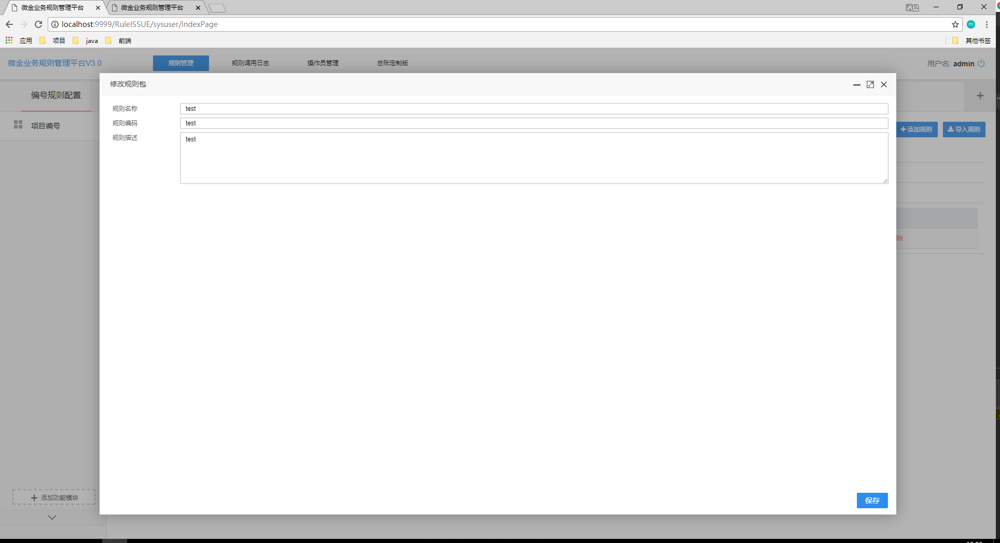 微金业务规则管理平台
微金业务规则管理平台
涵晨
localhost:9999/RuleISSUE/sysuser/indexPage
m
应用
项目
java
前端
其他书签
微金业务规则管理平台V3.0
规则管理
规则调用日志
操作员管理
总账定制版
用户名: admin
修改规则包
编号规则配置
规则名称
test
规则编码
test
项目编号
添加规则
导入规则
规则描述
test
除
添加功能模块
保存